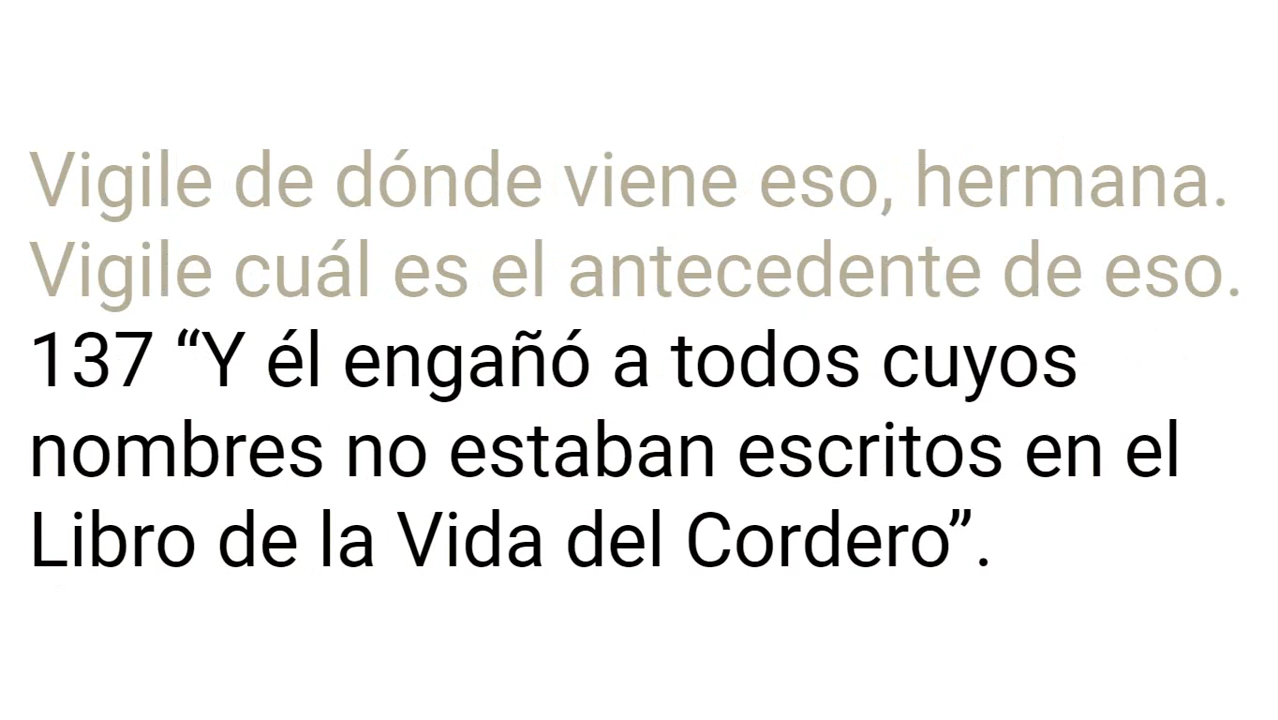 Vigile de dónde viene eso, hermana.
Vigile cuál es el antecedente de eso.
137 “Y él engañó a todos cuyos
nombres no estaban escritos en el
Libro de la Vida del Cordero”.